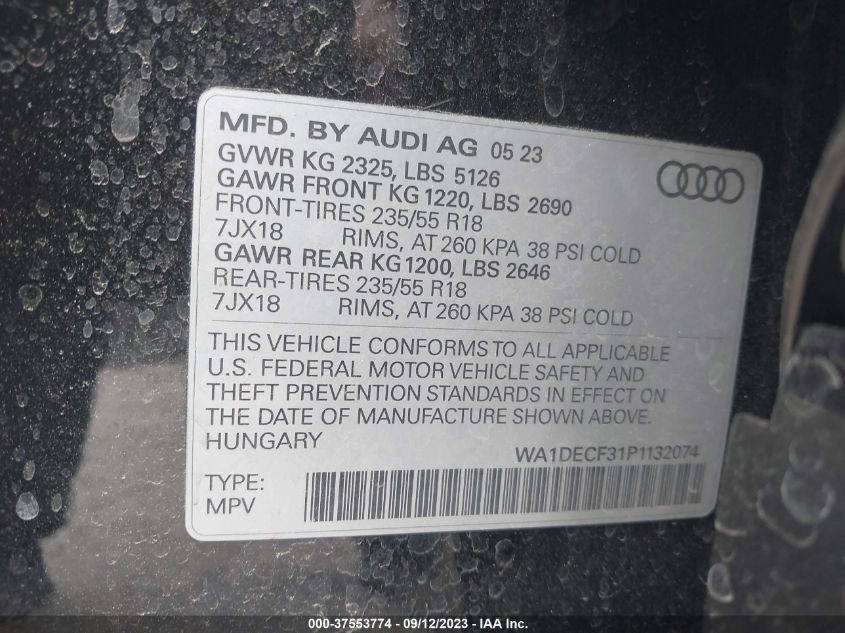 MFD. BY AUDI AG 05 23
GVWR KG 2325, LBS 5126
GAWR FRONT KG 1220, LBS 2690
FRONT-TIRES 235/55 R18
7JX18 RIMS, AT 260 KPA 38 PSI COLD
GAWR REAR KG 1200, LBS 2646
REAR-TIRES 235/55 R18
7JX18 RIMS, AT 260 KPA 38 PSI COLD
THIS VEHICLE CONFORMS TO ALL APPLICABLE
U.S. FEDERAL MOTOR VEHICLE SAFETY AND
THEFT PREVENTION STANDARDS IN EFFECT ON
THE DATE OF MANUFACTURE SHOWN ABOVE.
HUNGARY
WA1DECF31P1132074
TYPE:
MPV
000-37553774 - 09/12/2023 - IAA Inc.